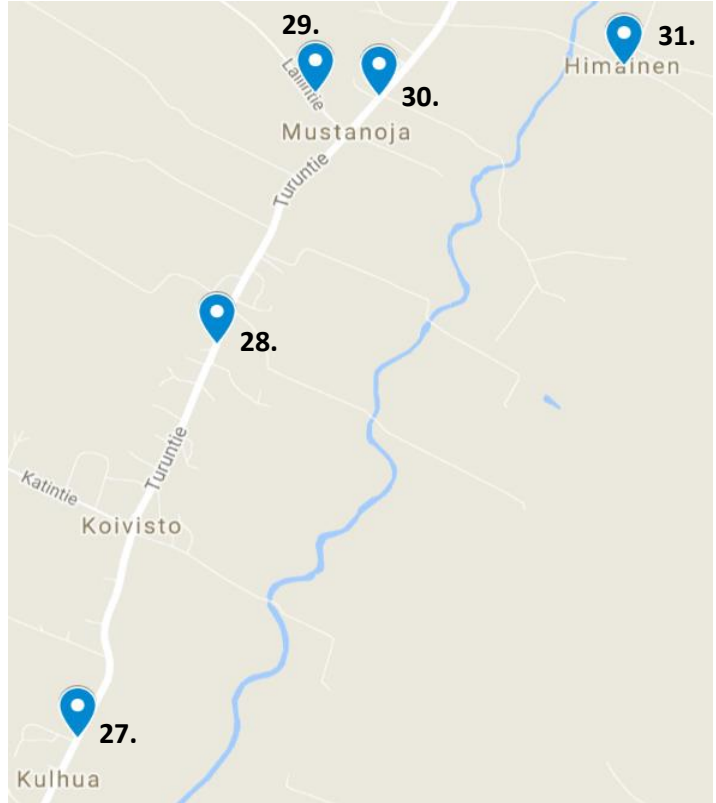 29.
31.
Himainen
Lallintie
30.
Mustanoja
Turuntie
28.
Turuntie
Katintie
Koivisto
27.
Kulhua